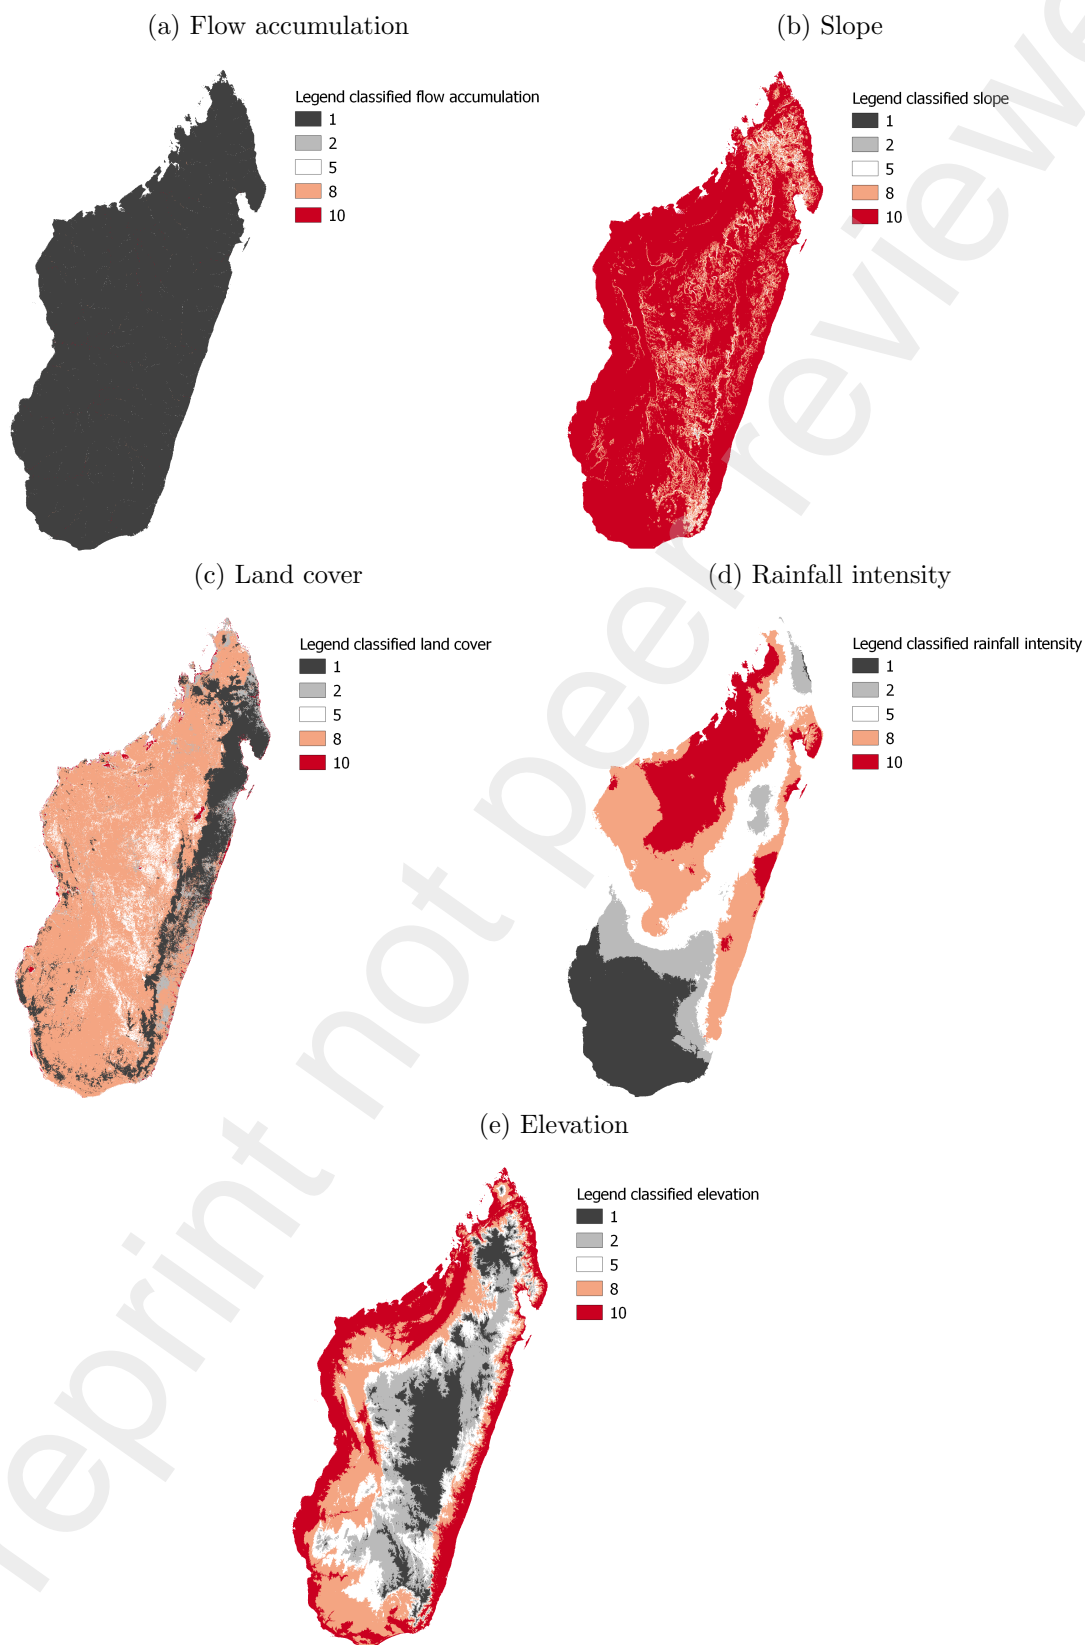 (a) Flow accumulation
Legend classified flow accumulation
1
2
5
8
10
(b) Slope
Legend classified slope
1
2
5
8
10
(c) Land cover
Legend classified land cover
1
2
5
8
10
(d) Rainfall intensity
Legend classified rainfall intensity
1
2
5
8
10
(e) Elevation
Legend classified elevation
1
2
5
8
10
reprint not peer reviewe